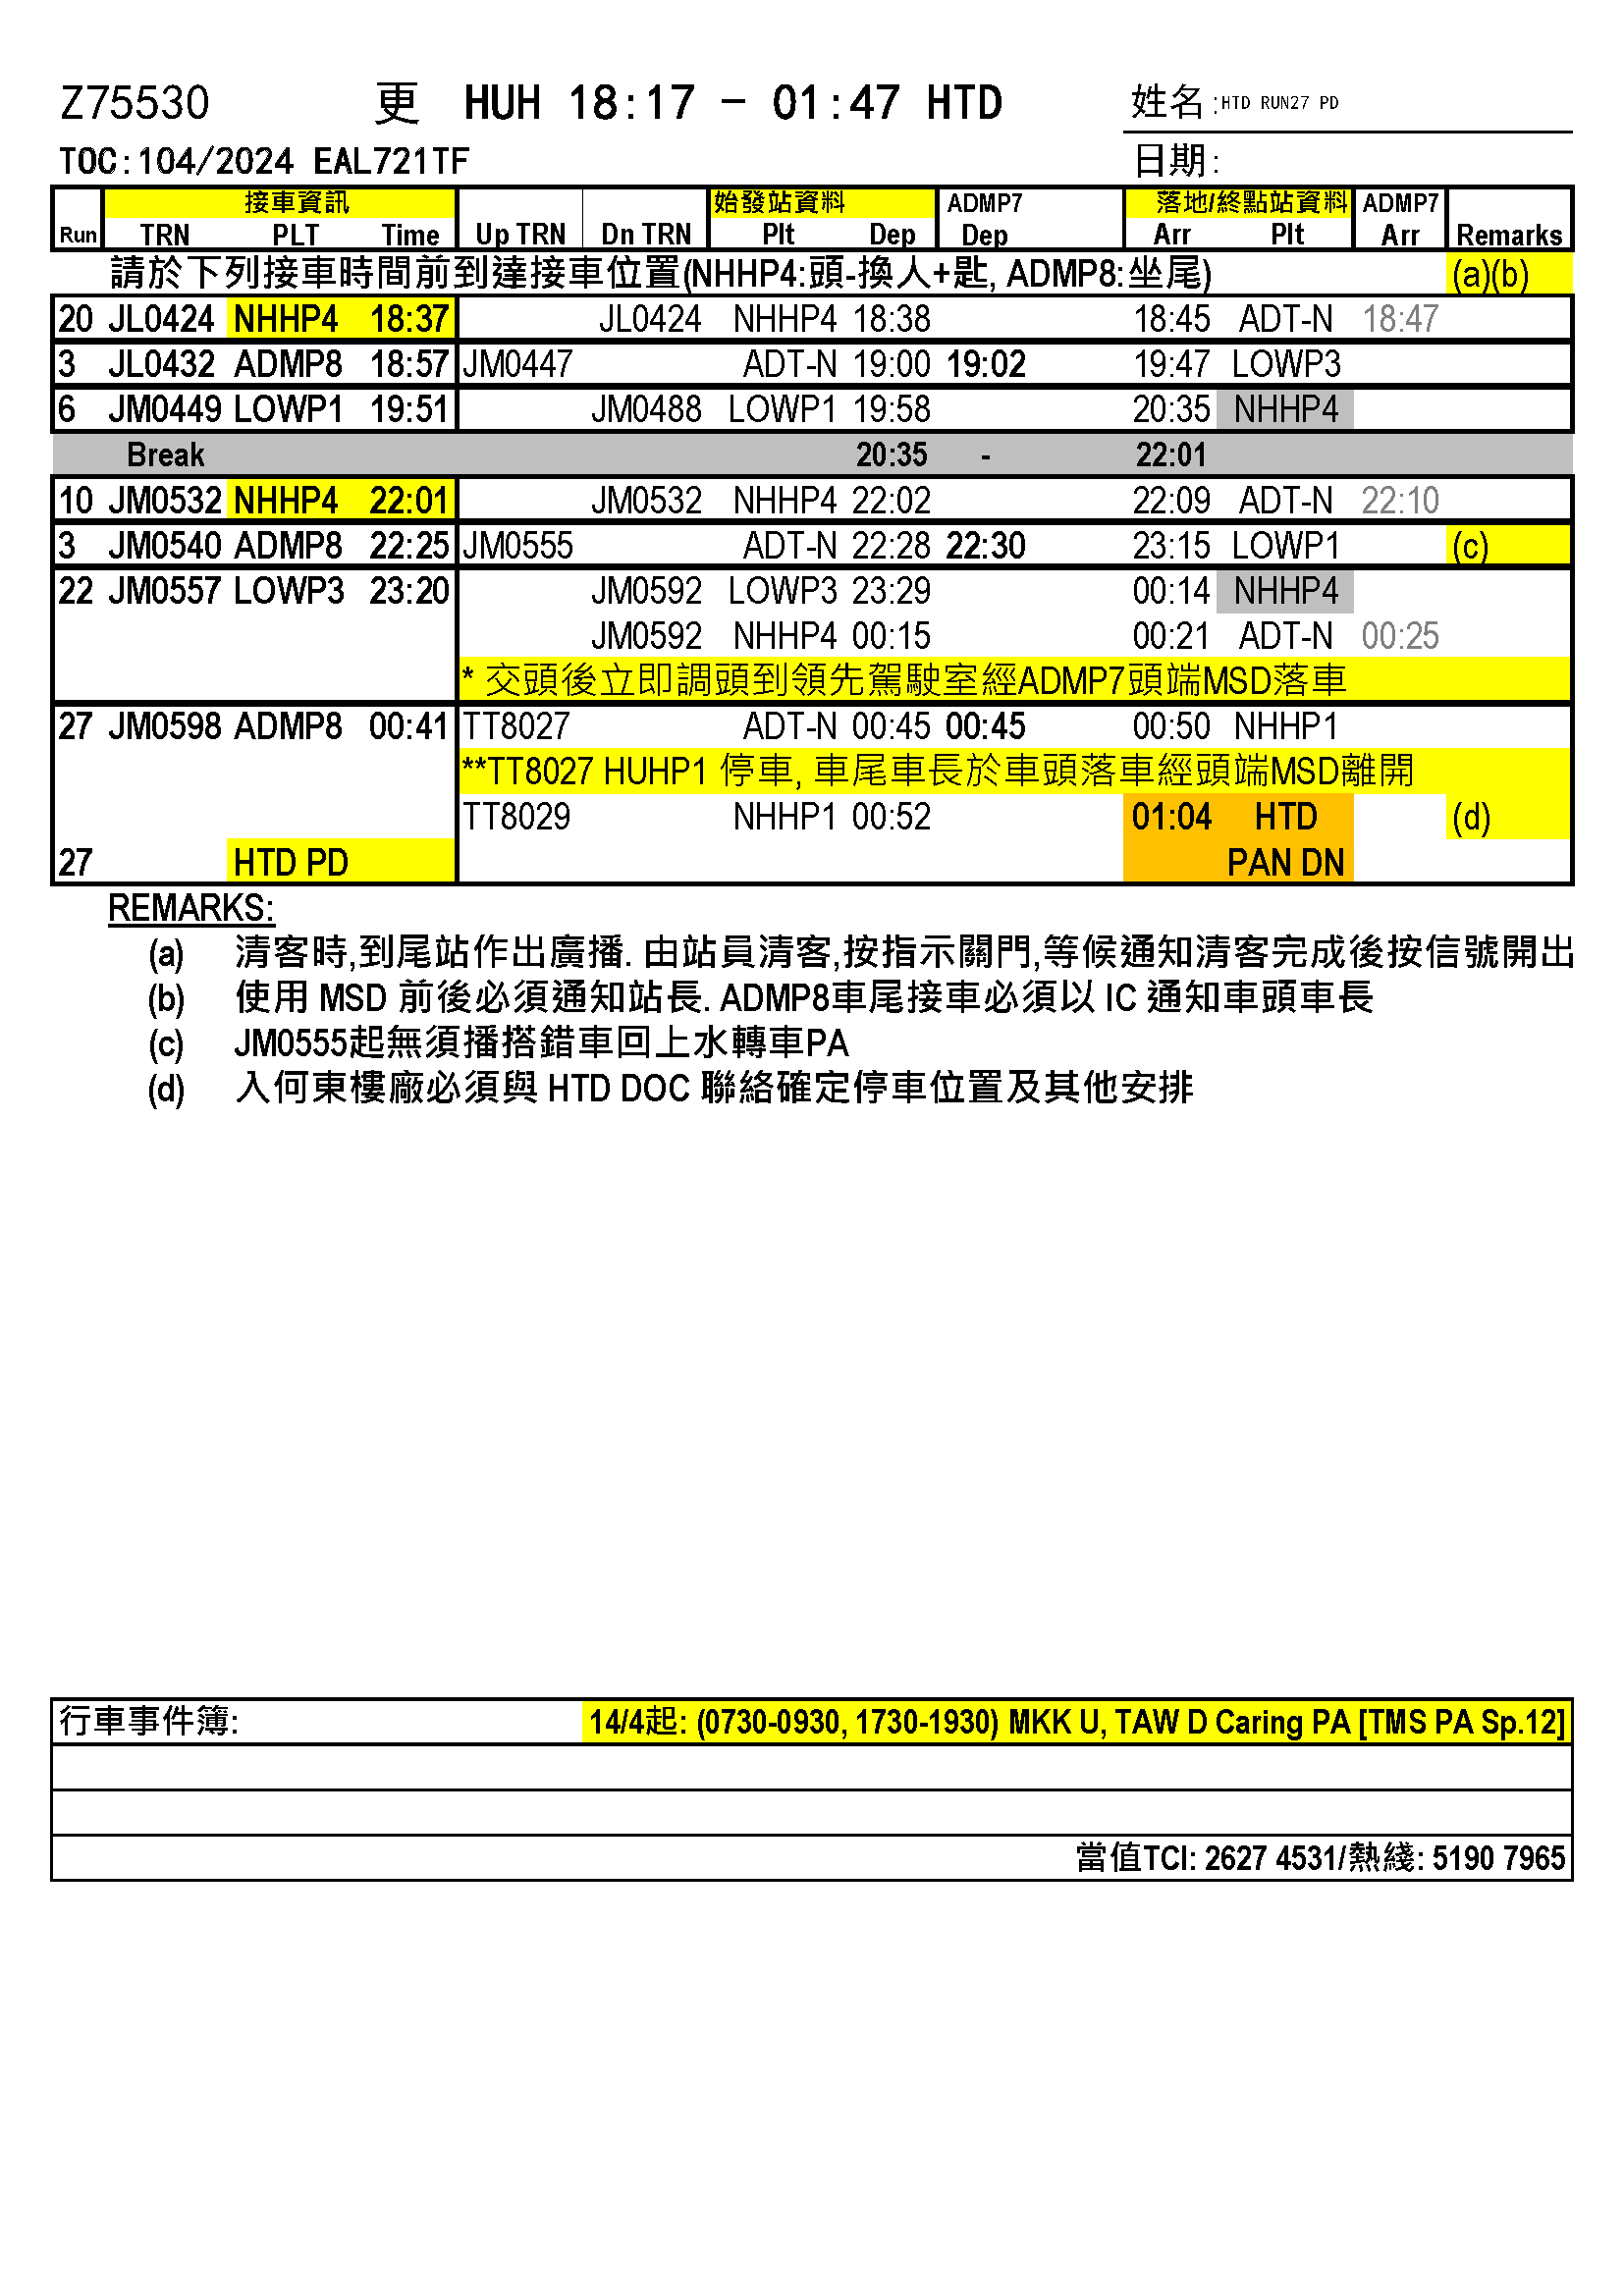 Z75530 更 HUH 18:17 – 01:47 HTD 姓名:HTD RUN27 PD
TOC:104/2024 EAL721TF 日期:
接車資訊 始發站資料 ADMP7 落地/終點站資料 ADMP7
Run TRN PLT Time Up TRN Dn TRN Plt Dep Dep Arr Plt Arr Remarks
請於下列接車時間前到達接車位置(NHHP4:頭-換人+匙, ADMP8:坐尾) (a)(b)
20 JL0424 NHHP4 18:37 JL0424 NHHP4 18:38 18:45 ADT-N 18:47
3 JL0432 ADMP8 18:57 JM0447 ADT-N 19:00 19:02 19:47 LOWP3
6 JM0449 LOWP1 19:51 JM0488 LOWP1 19:58 20:35 NHHP4
Break 20:35 - 22:01
10 JM0532 NHHP4 22:01 JM0532 NHHP4 22:02 22:09 ADT-N 22:10
3 JM0540 ADMP8 22:25 JM0555 ADT-N 22:28 22:30 23:15 LOWP1 (c)
22 JM0557 LOWP3 23:20 JM0592 LOWP3 23:29 00:14 NHHP4
JM0592 NHHP4 00:15 00:21 ADT-N 00:25
* 交頭後立即調頭到領先駕駛室經ADMP7頭端MSD落車
27 JM0598 ADMP8 00:41 TT8027 ADT-N 00:45 00:45 00:50 NHHP1
**TT8027 HUHP1 停車, 車尾車長於車頭落車經頭端MSD離開
TT8029 NHHP1 00:52 01:04 HTD (d)
27 HTD PD PAN DN
REMARKS:
(a) 清客時,到尾站作出廣播. 由站員清客,按指示關門,等候通知清客完成後按信號開出
(b) 使用 MSD 前後必須通知站長. ADMP8車尾接車必須以 IC 通知車頭車長
(c) JM0555起無須播搭錯車回上水轉車PA
(d) 入何東樓廠必須與 HTD DOC 聯絡確定停車位置及其他安排
行車事件簿: 14/4起: (0730-0930, 1730-1930) MKK U, TAW D Caring PA [TMS PA Sp.12]
當值TCI: 2627 4531/熱綫: 5190 7965